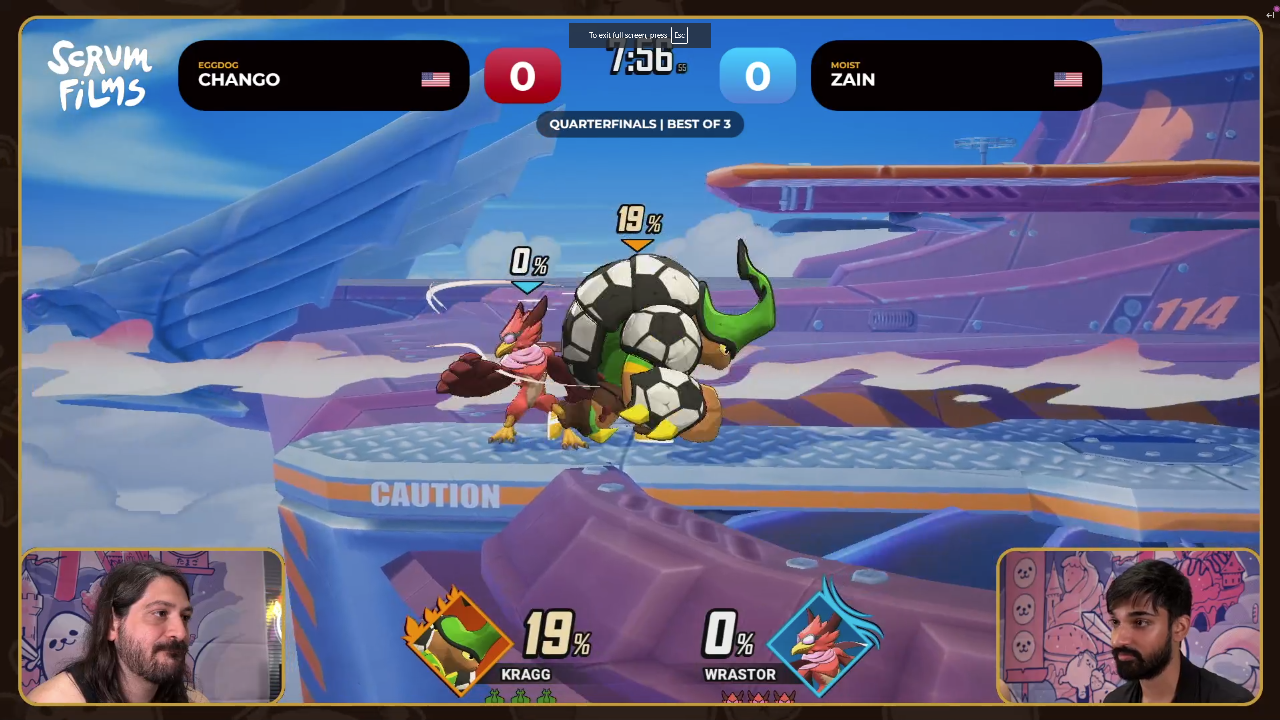 SCRUM
FiLMS
EGGDOG
CHANGO
0
To exit full screen, press Esc
7:56 55
0
MOIST
ZAIN
QUARTERFINALS | BEST OF 3
19%
0%
114
CAUTION
19%
KRAGG
0%
WRASTOR